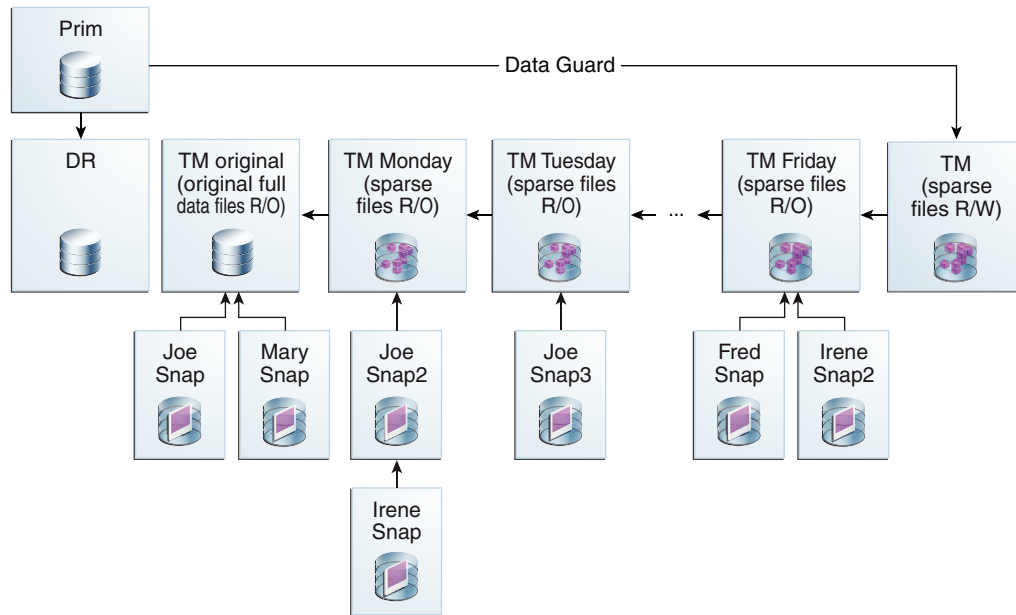 Prim
Data Guard
DR
TM original
(original full
data files R/O)
TM Monday
(sparse
files R/O)
TM Tuesday
(sparse files
R/O)
...
TM Friday
(sparse files
R/O)
TM
(sparse
files R/W)
Joe
Snap
Mary
Snap
Joe
Snap2
Joe
Snap3
Fred
Snap
Irene
Snap2
Irene
Snap